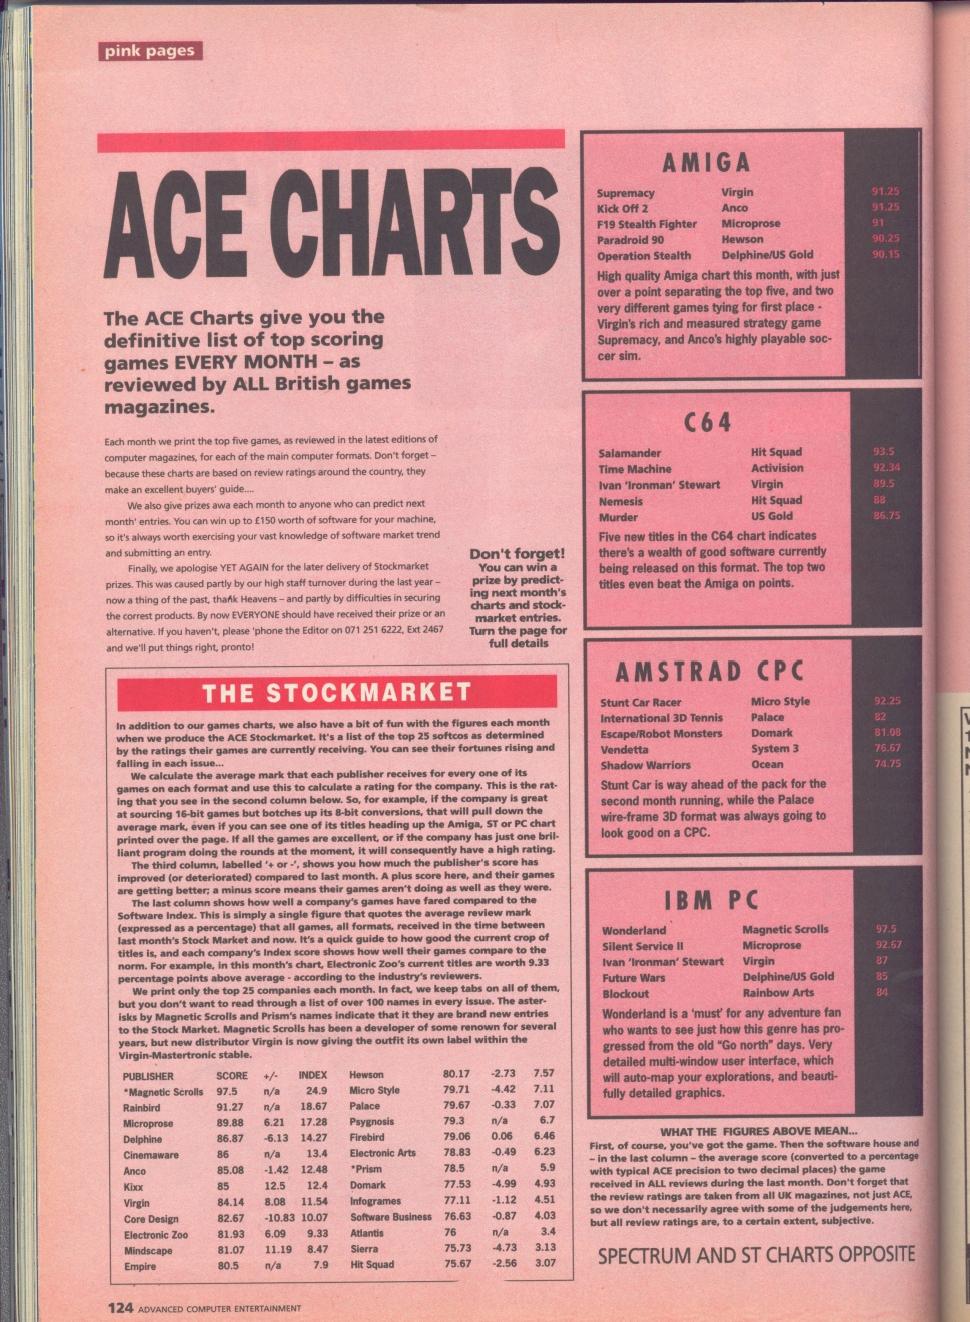 pink pages
ACE CHARTS
The ACE Charts give you the
definitive list of top scoring
games EVERY MONTH – as
reviewed by ALL British games
magazines.
Each month we print the top five games, as reviewed in the latest editions of
computer magazines, for each of the main computer formats. Don't forget –
because these charts are based on review ratings around the country, they
make an excellent buyers' guide....
We also give prizes awa each month to anyone who can predict next
month' entries. You can win up to £150 worth of software for your machine,
so it's always worth exercising your vast knowledge of software market trend
and submitting an entry.
Finally, we apologise YET AGAIN for the later delivery of Stockmarket
prizes. This was caused partly by our high staff turnover during the last year –
now a thing of the past, thank Heavens – and partly by difficulties in securing
the correct products. By now EVERYONE should have received their prize or an
alternative. If you haven't, please 'phone the Editor on 071 251 6222, Ext 2467
and we'll put things right, pronto!
Don't forget!
You can win a
prize by predict-
ing next month's
charts and stock-
market entries.
Turn the page for
full details
THE STOCKMARKET
In addition to our games charts, we also have a bit of fun with the figures each month
when we produce the ACE Stockmarket. It's a list of the top 25 softcos as determined
by the ratings their games are currently receiving. You can see their fortunes rising and
falling in each issue...
We calculate the average mark that each publisher receives for every one of its
games on each format and use this to calculate a rating for the company. This is the rat-
ing that you see in the second column below. So, for example, if the company is great
at sourcing 16-bit games but botches up its 8-bit conversions, that will pull down the
average mark, even if you can see one of its titles heading up the Amiga, ST or PC chart
printed over the page. If all the games are excellent, or if the company has just one bril-
liant program doing the rounds at the moment, it will consequently have a high rating.
The third column, labelled '+ or -', shows you how much the publisher's score has
improved (or deteriorated) compared to last month. A plus score here, and their games
are getting better; a minus score means their games aren't doing as well as they were.
The last column shows how well a company's games have fared compared to the
Software Index. This is simply a single figure that quotes the average review mark
(expressed as a percentage) that all games, all formats, received in the time between
last month's Stock Market and now. It's a quick guide to how good the current crop of
titles is, and each company's Index score shows how well their games compare to the
norm. For example, in this month's chart, Electronic Zoo's current titles are worth 9.33
percentage points above average - according to the industry's reviewers.
We print only the top 25 companies each month. In fact, we keep tabs on all of them,
but you don't want to read through a list of over 100 names in every issue. The aster-
isks by Magnetic Scrolls and Prism's names indicate that it they are brand new entries
to the Stock Market. Magnetic Scrolls has been a developer of some renown for several
years, but new distributor Virgin is now giving the outfit its own label within the
Virgin-Mastertronic stable.
PUBLISHER SCORE +/- INDEX
*Magnetic Scrolls 97.5 n/a 24.9
Rainbird 91.27 n/a 18.67
Microprose 89.88 6.21 17.28
Delphine 86.87 -6.13 14.27
Cinemaware 86 n/a 13.4
Anco 85.08 -1.42 12.48
Kixx 85 12.5 12.4
Virgin 84.14 8.08 11.54
Core Design 82.67 -10.83 10.07
Electronic Zoo 81.93 6.09 9.33
Mindscape 81.07 11.19 8.47
Empire 80.5 n/a 7.9
Hewson 80.17 -2.73 7.57
Micro Style 79.71 -4.42 7.11
Palace 79.67 -0.33 7.07
Psygnosis 79.3 n/a 6.7
Firebird 79.06 0.06 6.46
Electronic Arts 78.83 -0.49 6.23
*Prism 78.5 n/a 5.9
Domark 77.53 -4.99 4.93
Infogrames 77.11 -1.12 4.51
Software Business 76.63 -0.87 4.03
Atlantis 76 n/a 3.4
Sierra 75.73 -4.73 3.13
Hit Squad 75.67 -2.56 3.07
AMIGA
Supremacy Virgin 91.25
Kick Off 2 Anco 91.25
F19 Stealth Fighter Microprose 91
Paradroid 90 Hewson 90.25
Operation Stealth Delphine/US Gold 90.15
High quality Amiga chart this month, with just
over a point separating the top five, and two
very different games tying for first place -
Virgin's rich and measured strategy game
Supremacy, and Anco's highly playable soc-
cer sim.
C64
Salamander Hit Squad 93.5
Time Machine Activision 92.34
Ivan 'Ironman' Stewart Virgin 89.5
Nemesis Hit Squad 88
Murder US Gold 86.75
Five new titles in the C64 chart indicates
there's a wealth of good software currently
being released on this format. The top two
titles even beat the Amiga on points.
AMSTRAD CPC
Stunt Car Racer Micro Style 92.25
International 3D Tennis Palace 82
Escape/Robot Monsters Domark 81.08
Vendetta System 3 76.67
Shadow Warriors Ocean 74.75
Stunt Car is way ahead of the pack for the
second month running, while the Palace
wire-frame 3D format was always going to
look good on a CPC.
IBM PC
Wonderland Magnetic Scrolls 97.5
Silent Service II Microprose 92.67
Ivan 'Ironman' Stewart Virgin 87
Future Wars Delphine/US Gold 85
Blockout Rainbow Arts 84
Wonderland is a 'must' for any adventure fan
who wants to see just how this genre has pro-
gressed from the old "Go north" days. Very
detailed multi-window user interface, which
will auto-map your explorations, and beauti-
fully detailed graphics.
WHAT THE FIGURES ABOVE MEAN...
First, of course, you've got the game. Then the software house and
– in the last column – the average score (converted to a percentage
with typical ACE precision to two decimal places) the game
received in ALL reviews during the last month. Don't forget that
the review ratings are taken from all UK magazines, not just ACE,
so we don't necessarily agree with some of the judgements here,
but all review ratings are, to a certain extent, subjective.
SPECTRUM AND ST CHARTS OPPOSITE
124 ADVANCED COMPUTER ENTERTAINMENT